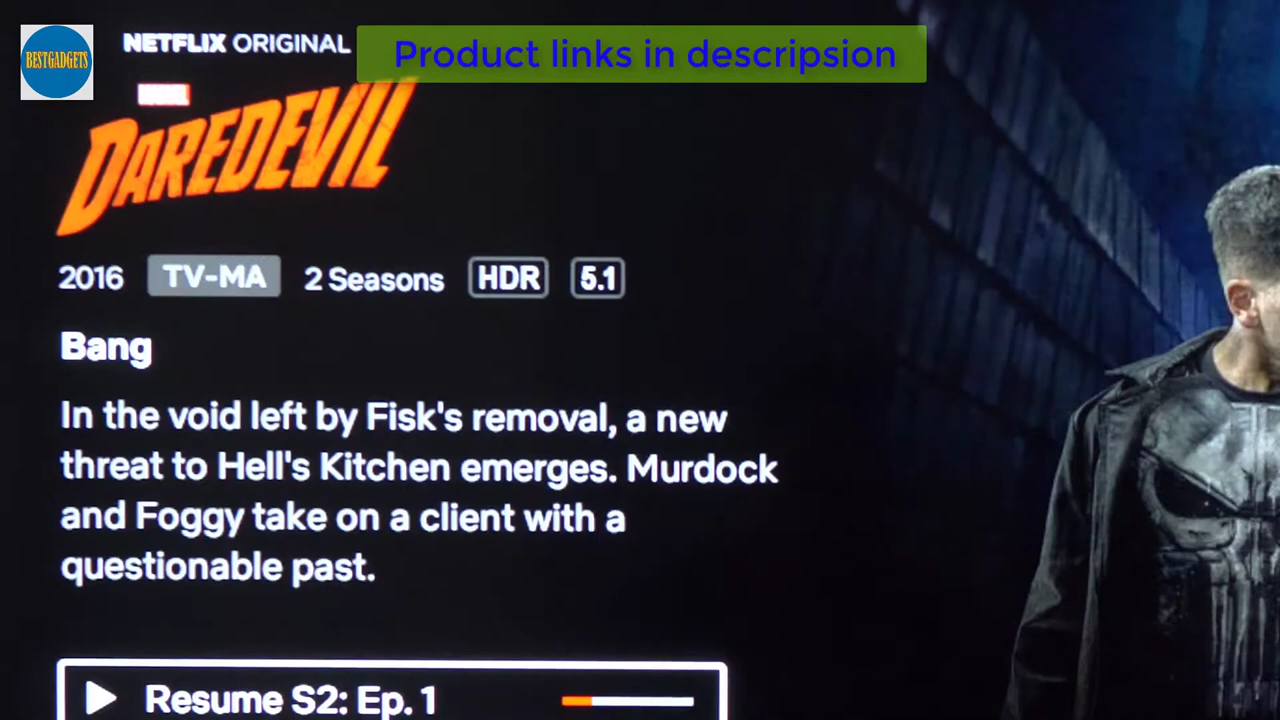 BESTGADGETS
NETFLIX ORIGINAL
Product links in descripsion
DAREDEVIL
2016 TV-MA 2 Seasons HDR 5.1
Bang
In the void left by Fisk's removal, a new
threat to Hell's Kitchen emerges. Murdock
and Foggy take on a client with a
questionable past.
Resume S2: Ep. 1